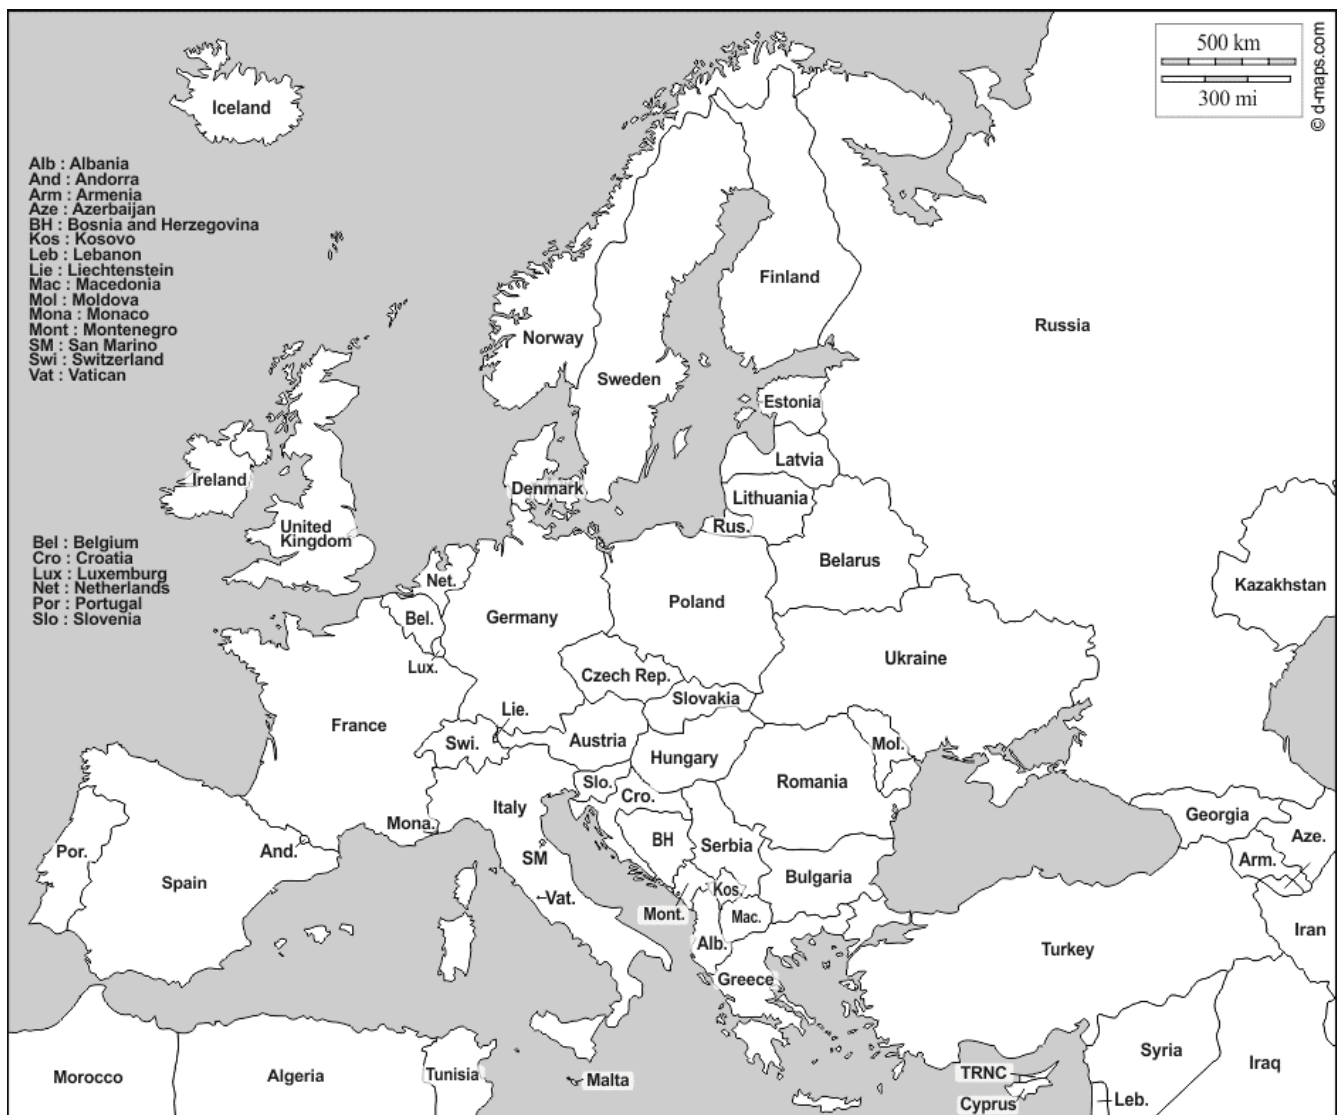 500 km
300 mi
© d-maps.com
Iceland
Alb : Albania
And : Andorra
Arm : Armenia
Aze : Azerbaijan
BH : Bosnia and Herzegovina
Kos : Kosovo
Leb : Lebanon
Lie : Liechtenstein
Mac : Macedonia
Mol : Moldova
Mona : Monaco
Mont : Montenegro
SM : San Marino
Swi : Switzerland
Vat : Vatican
Finland
Russia
Norway
Sweden
Estonia
Latvia
Ireland
Denmark
Lithuania
Rus.
United
Kingdom
Bel : Belgium
Cro : Croatia
Lux : Luxemburg
Net : Netherlands
Por : Portugal
Slo : Slovenia
Belarus
Net.
Kazakhstan
Poland
Germany
Bel.
Ukraine
Lux.
Czech Rep.
Slovakia
Lie.
France
Swi.
Austria
Mol.
Hungary
Slo.
Romania
Cro.
Italy
Georgia
Mona.
Aze.
BH
Serbia
Por.
And.
SM
Arm.
Spain
Bulgaria
Kos.
Vat.
Mont.
Mac.
Iran
Alb.
Turkey
Greece
Syria
Iraq
Morocco
Algeria
Tunisia
Malta
TRNC
Cyprus
Leb.